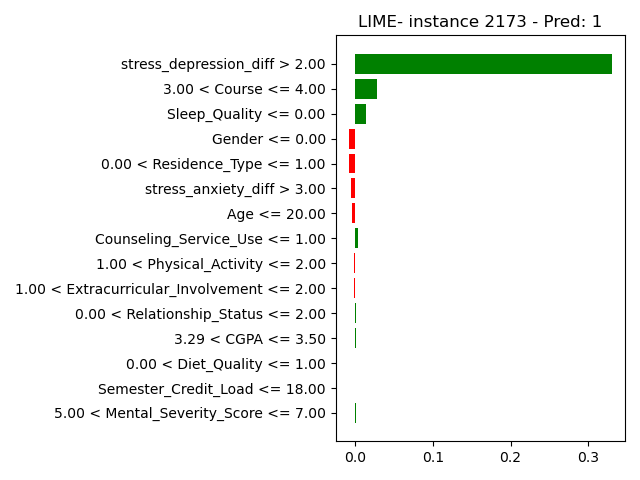 LIME- instance 2173 - Pred: 1
stress_depression_diff > 2.00
3.00 < Course <= 4.00
Sleep_Quality <= 0.00
Gender <= 0.00
0.00 < Residence_Type <= 1.00
stress_anxiety_diff > 3.00
Age <= 20.00
Counseling_Service_Use <= 1.00
1.00 < Physical_Activity <= 2.00
1.00 < Extracurricular_Involvement <= 2.00
0.00 < Relationship_Status <= 2.00
3.29 < CGPA <= 3.50
0.00 < Diet_Quality <= 1.00
Semester_Credit_Load <= 18.00
5.00 < Mental_Severity_Score <= 7.00
0.0 0.1 0.2 0.3